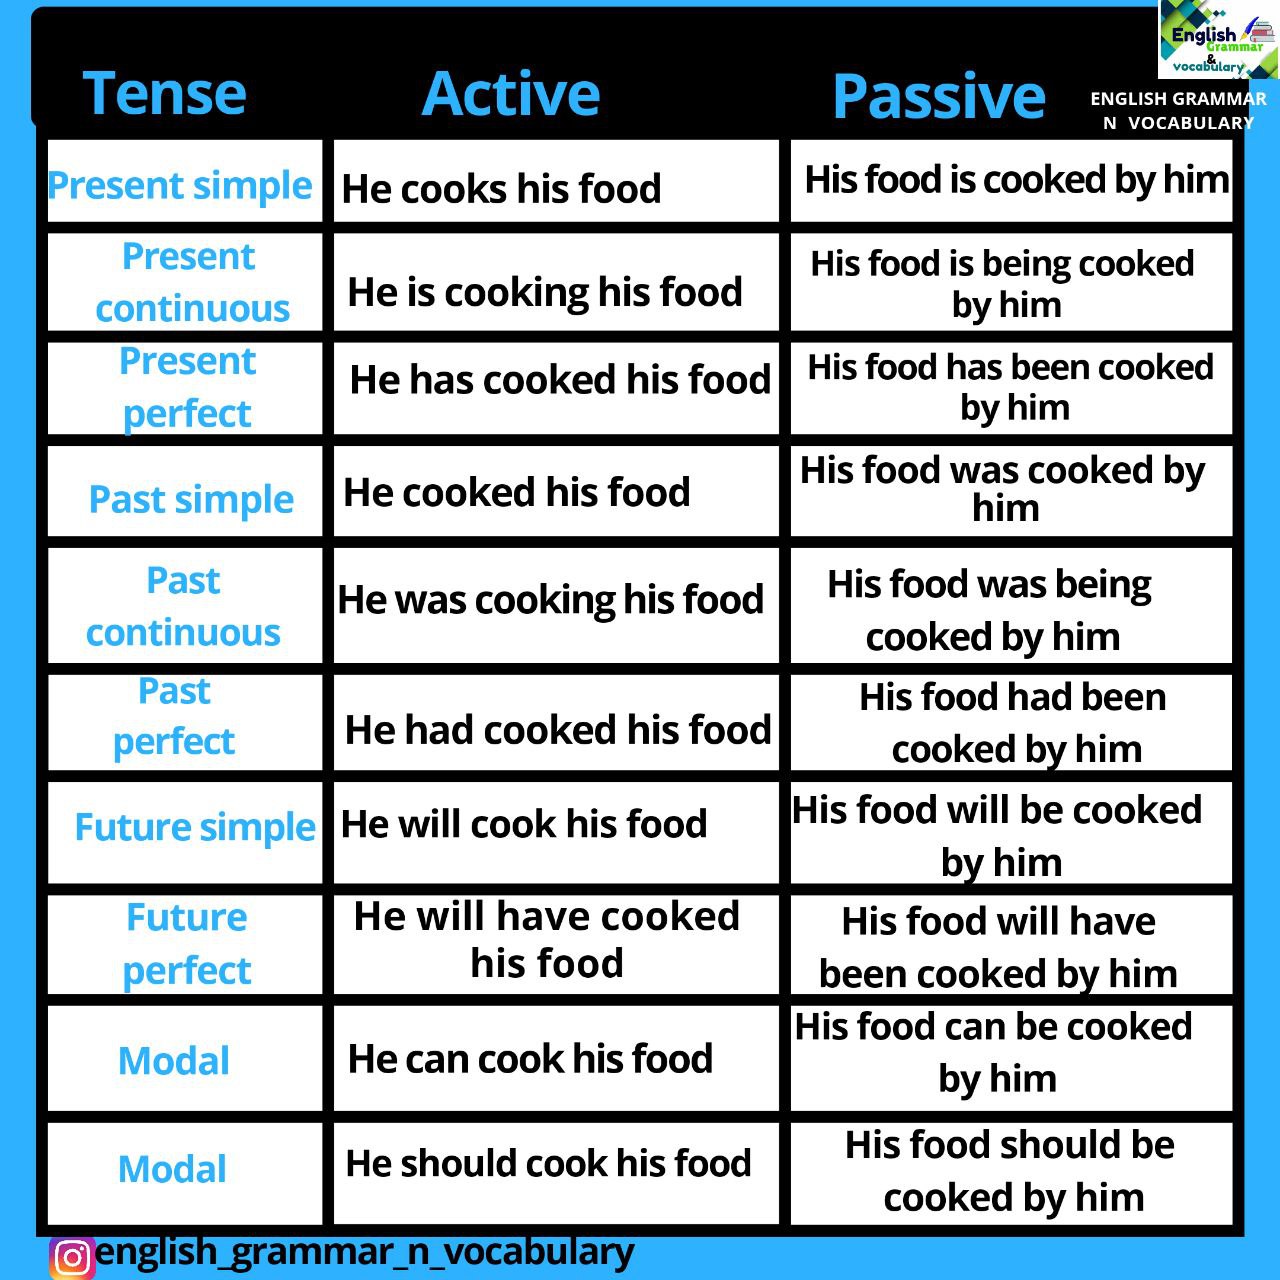 English
Grammar
&
vocabulary
ENGLISH GRAMMAR
N VOCABULARY
Tense Active Passive
Present simple
He cooks his food
His food is cooked by him
Present
continuous
He is cooking his food
His food is being cooked
by him
Present
perfect
He has cooked his food
His food has been cooked
by him
Past simple
He cooked his food
His food was cooked by
him
Past
continuous
He was cooking his food
His food was being
cooked by him
Past
perfect
He had cooked his food
His food had been
cooked by him
Future simple
He will cook his food
His food will be cooked
by him
Future
perfect
He will have cooked
his food
His food will have
been cooked by him
Modal
He can cook his food
His food can be cooked
by him
Modal
He should cook his food
His food should be
cooked by him
english_grammar_n_vocabulary